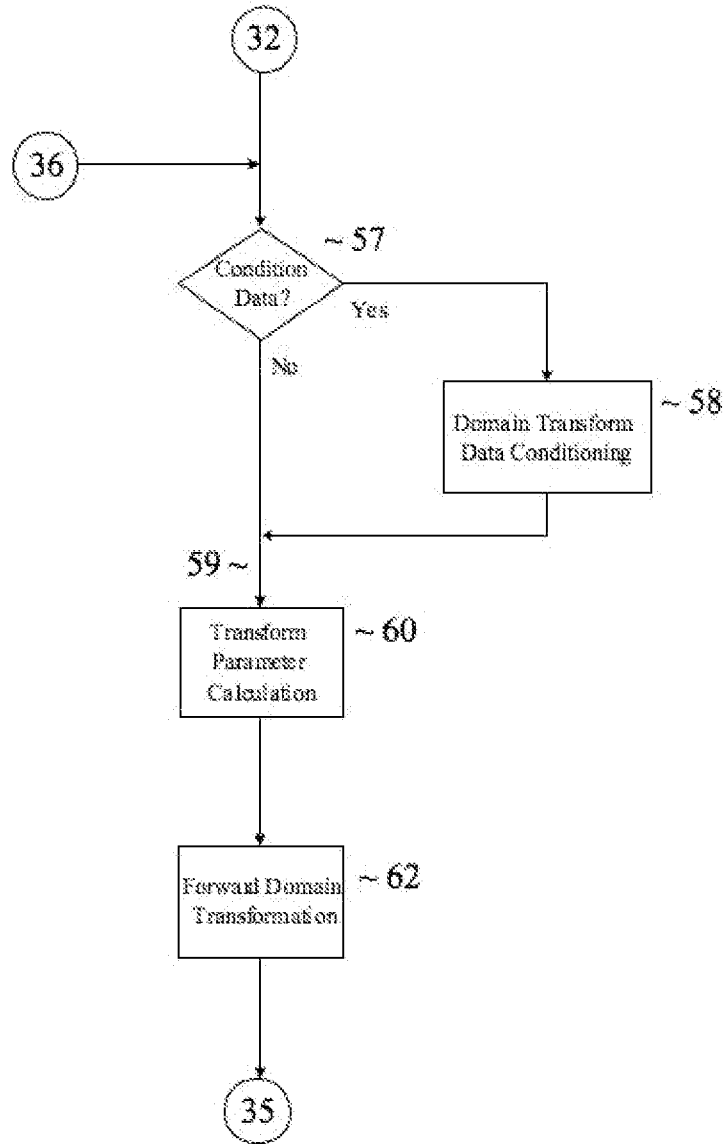 32
36
~ 57
Condition
Data?
Yes
No
~ 58
Domain Transform
Data Conditioning
59 ~
Transform
Parameter
Calculation
~ 60
Forward Domain
Transformation
~ 62
35